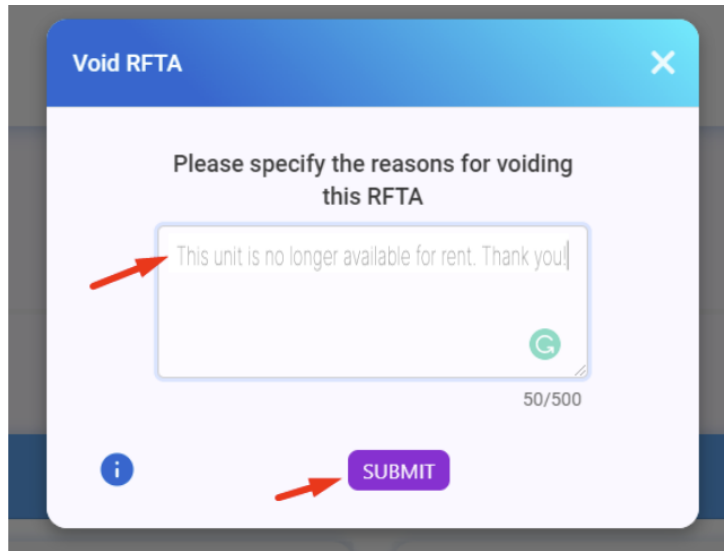 Void RFTA
Please specify the reasons for voiding
this RFTA
This unit is no longer available for rent. Thank you!
50/500
SUBMIT